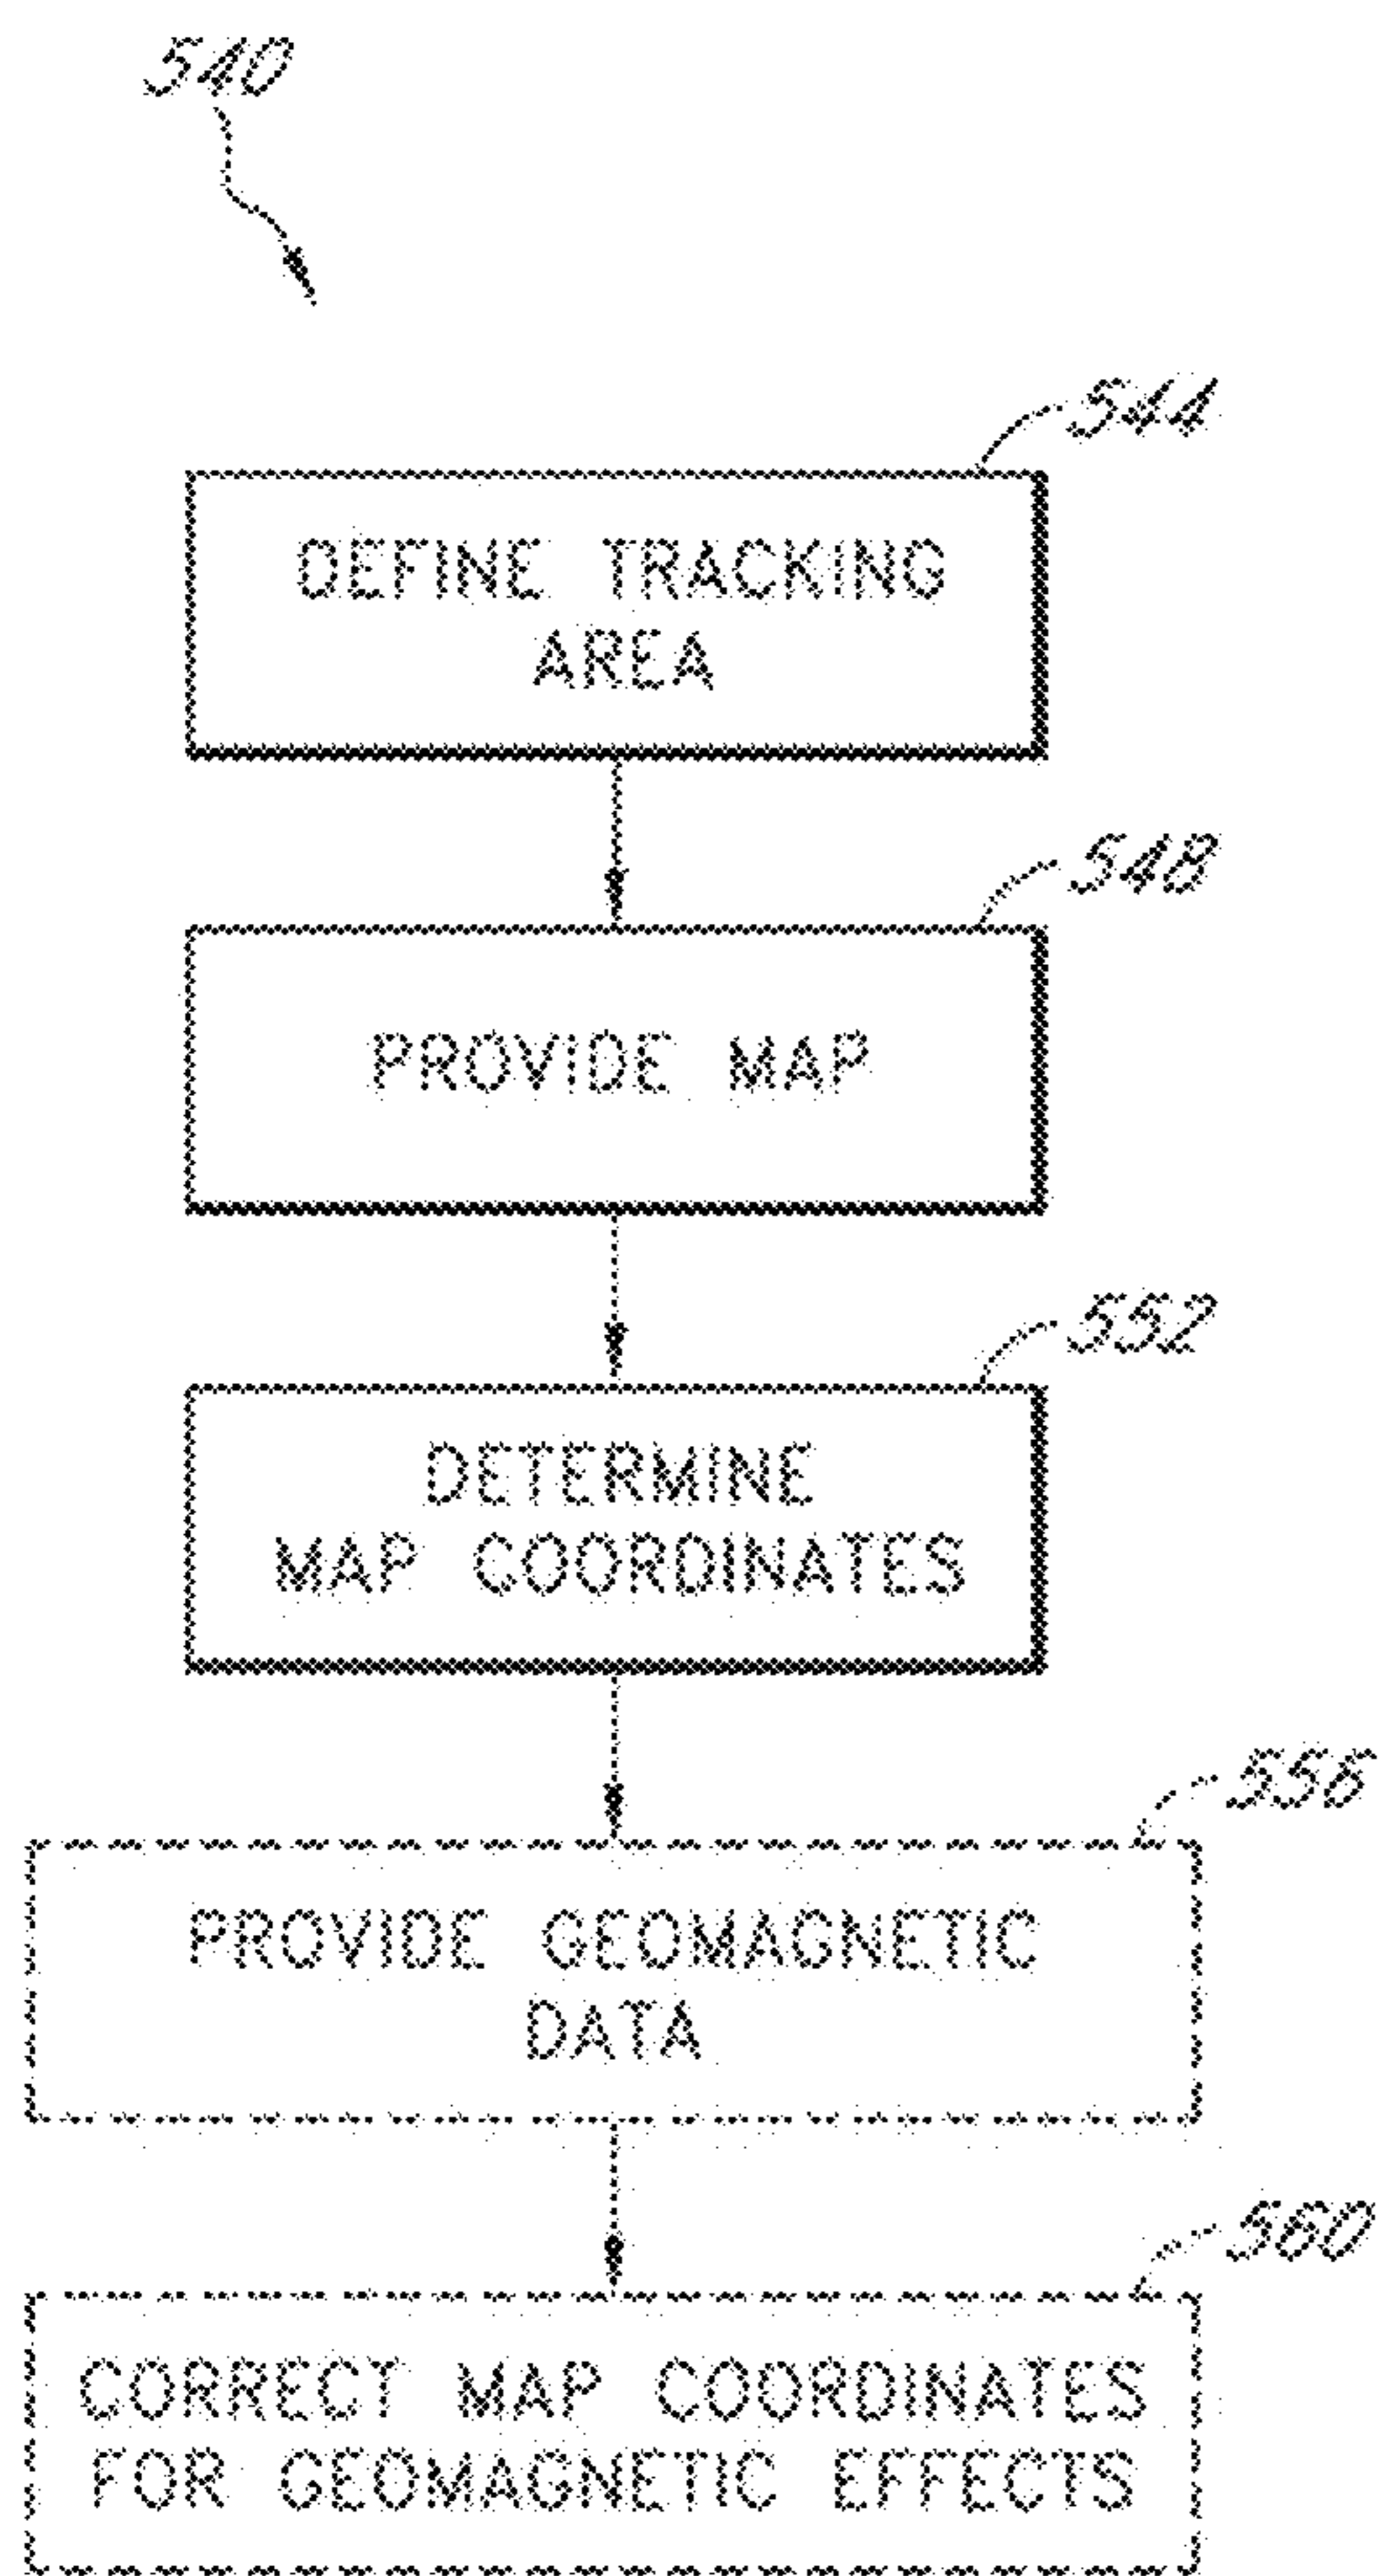 540
544
DEFINE TRACKING
AREA
548
PROVIDE MAP
552
DETERMINE
MAP COORDINATES
556
PROVIDE GEOMAGNETIC
DATA
560
CORRECT MAP COORDINATES
FOR GEOMAGNETIC EFFECTS